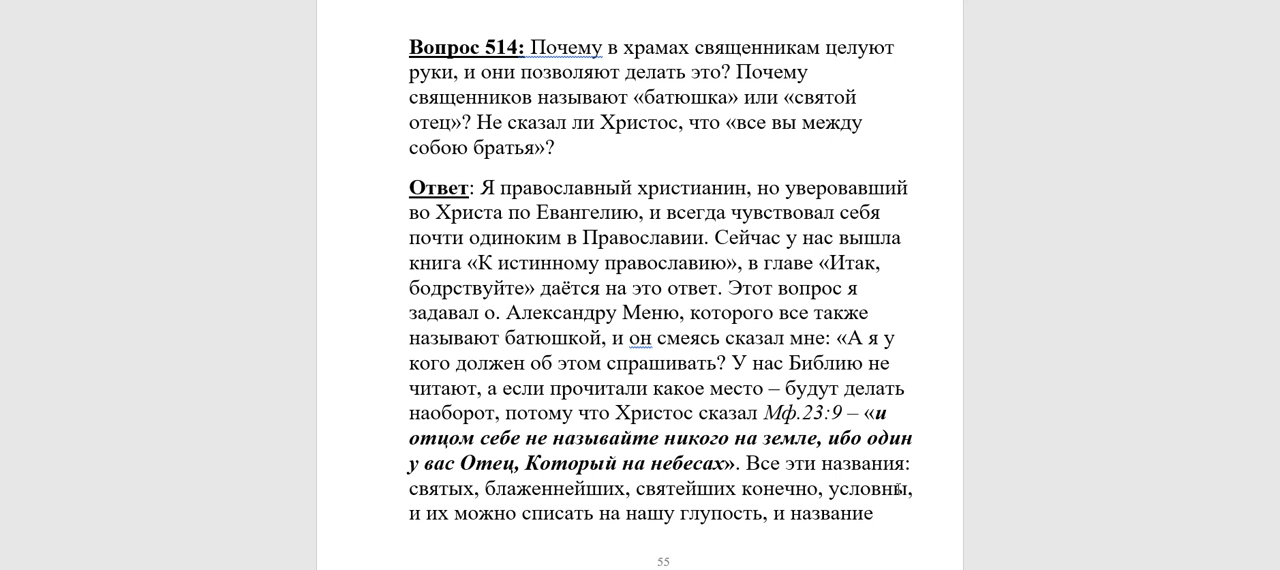 Вопрос 514: Почему в храмах священникам целуют
руки, и они позволяют делать это? Почему
священников называют «батюшка» или «святой
отец»? Не сказал ли Христос, что «все вы между
собою братья»?
Ответ: Я православный христианин, но уверовавший
во Христа по Евангелию, и всегда чувствовал себя
почти одиноким в Православии. Сейчас у нас вышла
книга «К истинному православию», в главе «Итак,
бодрствуйте» даётся на это ответ. Этот вопрос я
задавал о. Александру Меню, которого все также
называют батюшкой, и он смеясь сказал мне: «А я у
кого должен об этом спрашивать? У нас Библию не
читают, а если прочитали какое место – будут делать
наоборот, потому что Христос сказал Мф.23:9 – «и
отцом себе не называйте никого на земле, ибо один
у вас Отец, Который на небесах». Все эти названия:
святых, блаженнейших, святейших конечно, условны,
и их можно списать на нашу глупость, и название
55